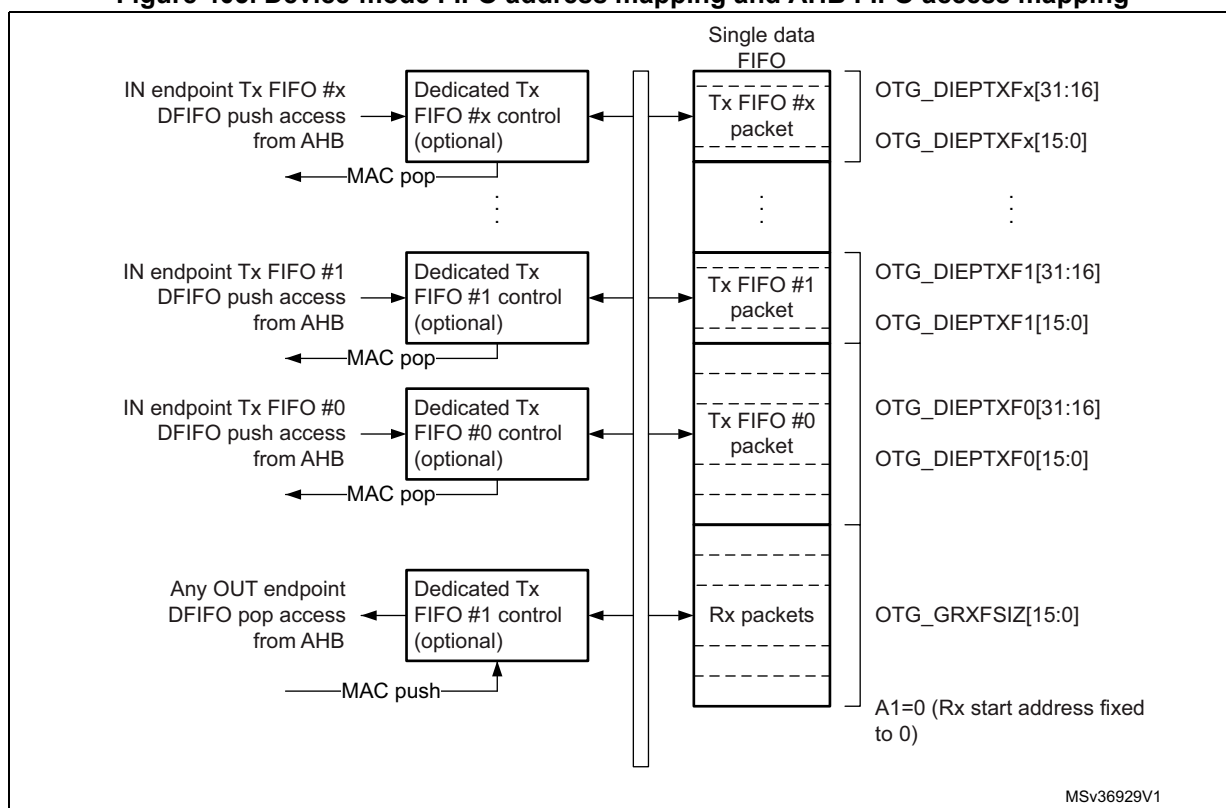 Single data
FIFO
IN endpoint Tx FIFO #x
DFIFO push access
from AHB
Dedicated Tx
FIFO #x control
(optional)
Tx FIFO #x
packet
OTG_DIEPTXFx[31:16]
OTG_DIEPTXFx[15:0]
MAC pop
IN endpoint Tx FIFO #1
DFIFO push access
from AHB
Dedicated Tx
FIFO #1 control
(optional)
Tx FIFO #1
packet
OTG_DIEPTXF1[31:16]
OTG_DIEPTXF1[15:0]
MAC pop
IN endpoint Tx FIFO #0
DFIFO push access
from AHB
Dedicated Tx
FIFO #0 control
(optional)
Tx FIFO #0
packet
OTG_DIEPTXF0[31:16]
OTG_DIEPTXF0[15:0]
MAC pop
Any OUT endpoint
DFIFO pop access
from AHB
Dedicated Tx
FIFO #1 control
(optional)
Rx packets
OTG_GRXFSIZ[15:0]
MAC push
A1=0 (Rx start address fixed
to 0)
MSv36929V1